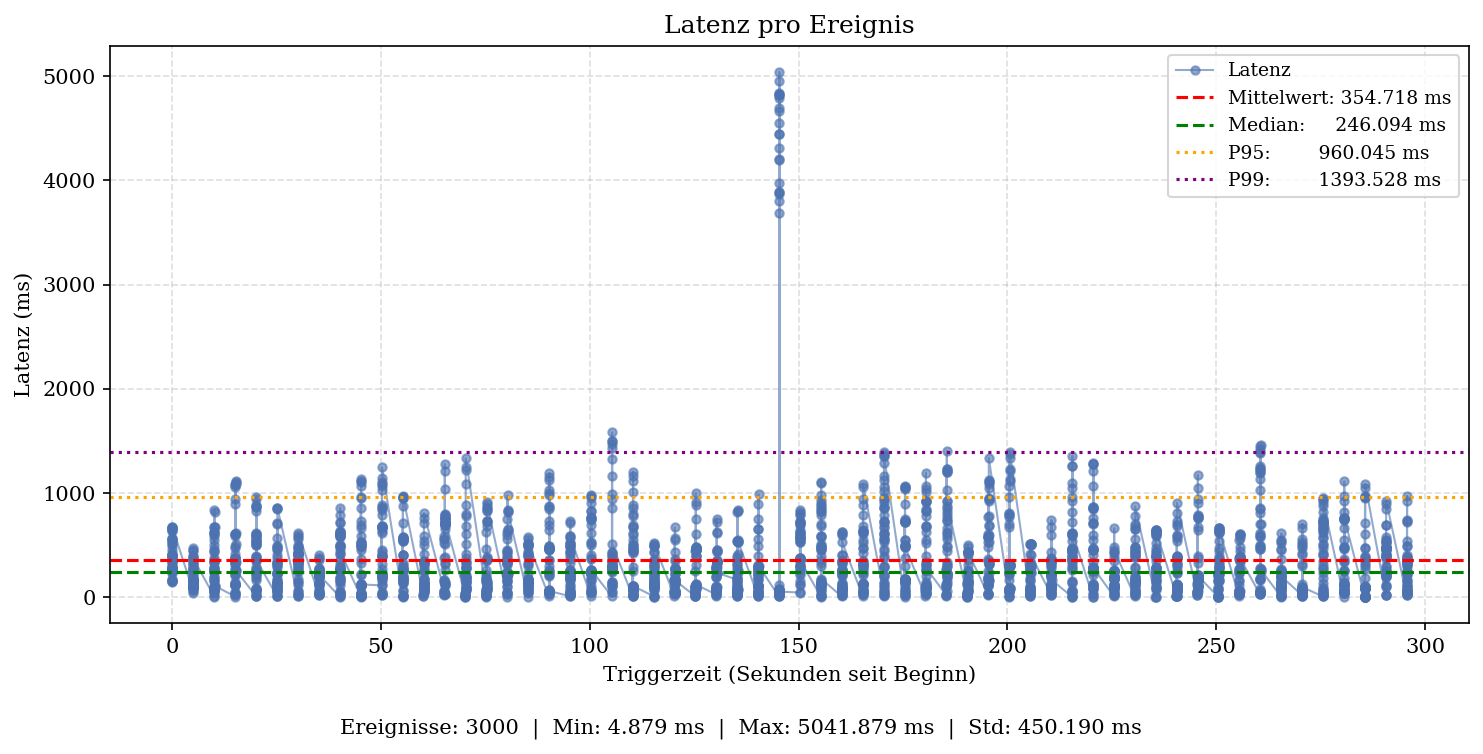 Latenz pro Ereignis
Latenz (ms)
5000
4000
3000
2000
1000
0
Latenz
Mittelwert: 354.718 ms
Median: 246.094 ms
P95: 960.045 ms
P99: 1393.528 ms
0 50 100 150 200 250 300
Triggerzeit (Sekunden seit Beginn)
Ereignisse: 3000 | Min: 4.879 ms | Max: 5041.879 ms | Std: 450.190 ms